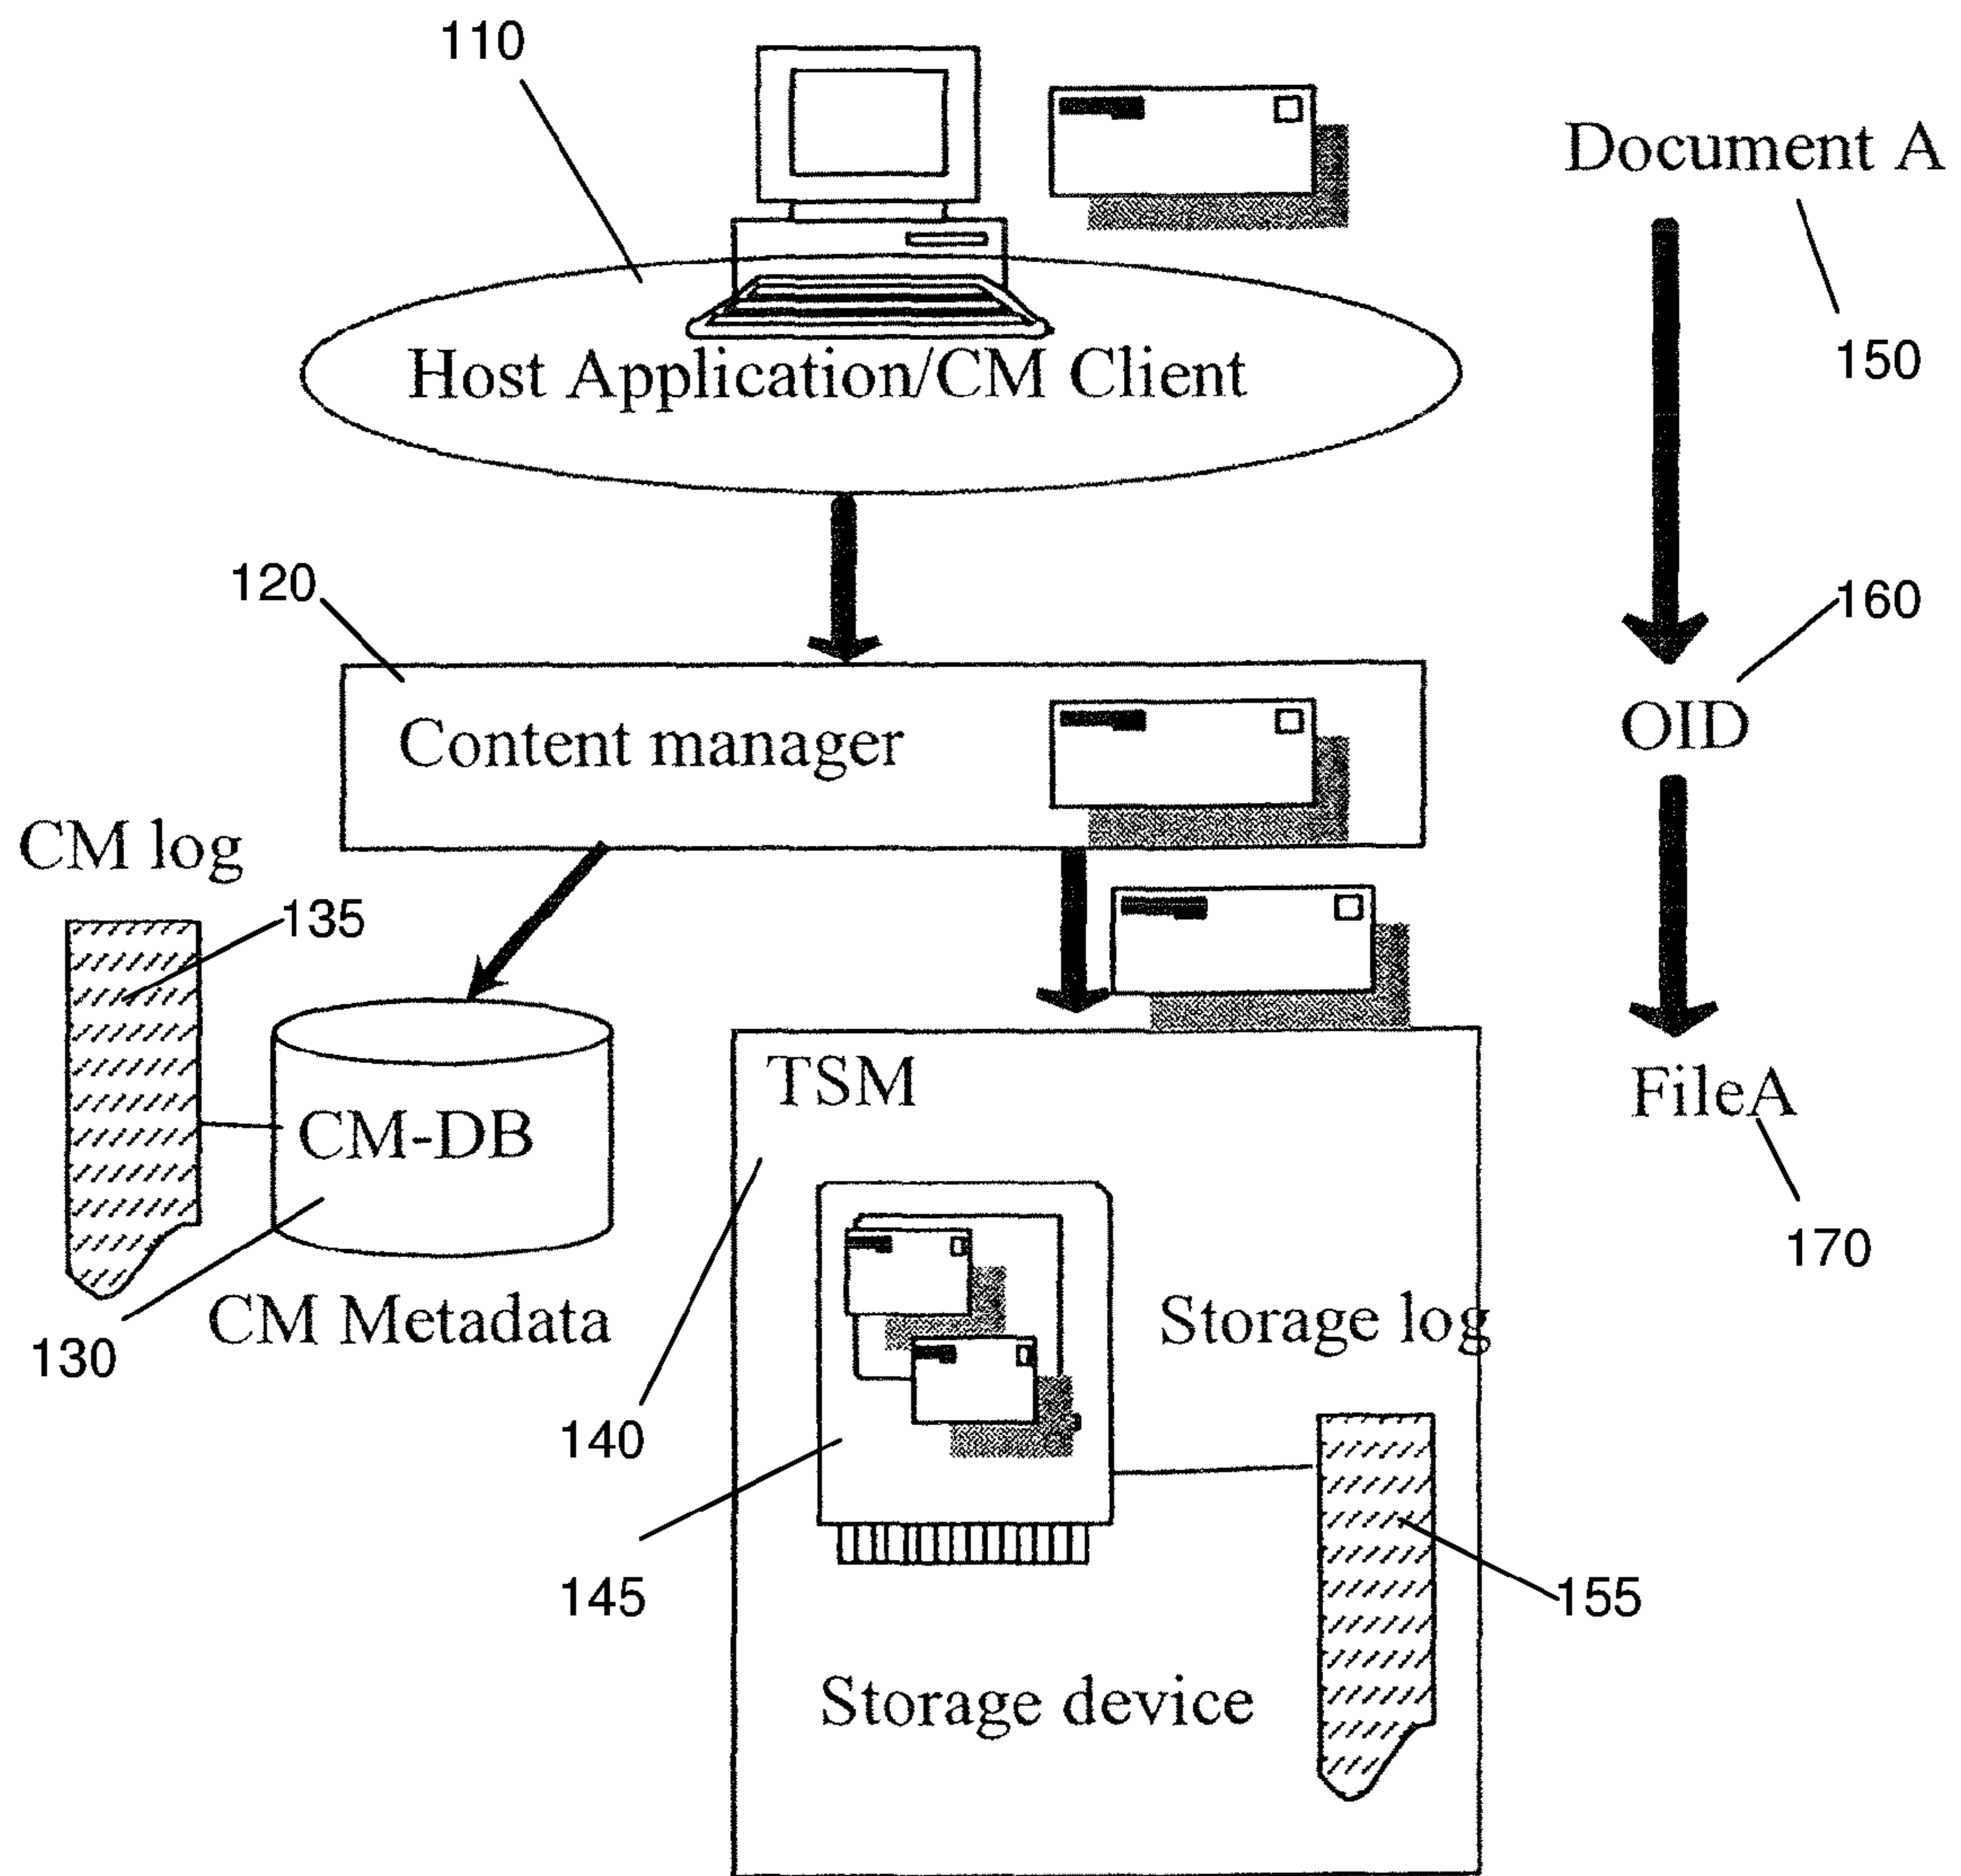 110
Document A
150
Host Application/CM Client
120
160
Content manager
OID
CM log
135
TSM
FileA
CM-DB
170
CM Metadata
130
Storage log
140
145
155
Storage device